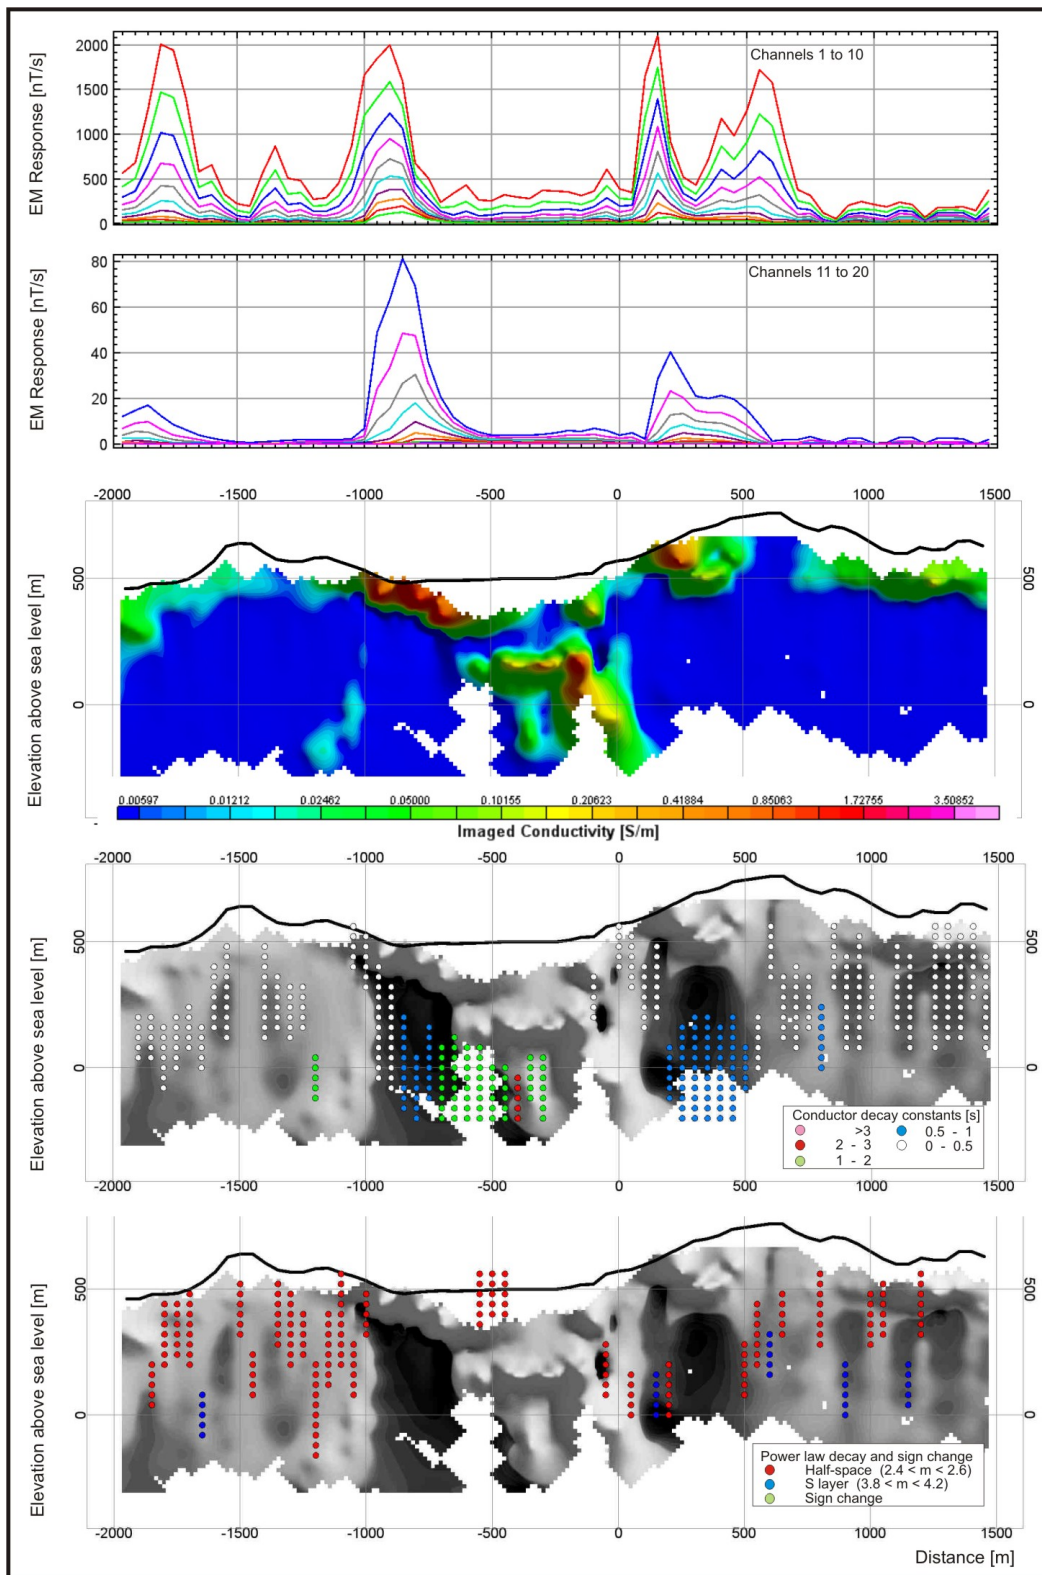 EM Response [nT/s]
2000
1500
1000
500
0
Channels 1 to 10
EM Response [nT/s]
80
60
40
20
0
Channels 11 to 20
-2000 -1500 -1000 -500 0 500 1000 1500
Elevation above sea level [m]
500
0
0.00597 0.01212 0.02462 0.05000 0.10155 0.20623 0.41884 0.85063 1.72755 3.50852
Imaged Conductivity [S/m]
-2000 -1500 -1000 -500 0 500 1000 1500
Elevation above sea level [m]
500
0
Conductor decay constants [s]
>3 0.5 - 1
2 - 3 0 - 0.5
1 - 2
-2000 -1500 -1000 -500 0 500 1000 1500
Elevation above sea level [m]
500
0
Power law decay and sign change
Half-space (2.4 < m < 2.6)
S layer (3.8 < m < 4.2)
Sign change
-2000 -1500 -1000 -500 0 500 1000 1500
Distance [m]